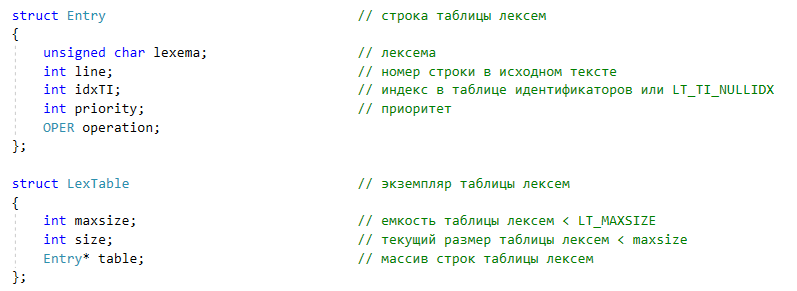 struct Entry // строка таблицы лексем
{
unsigned char lexema; // лексема
int line; // номер строки в исходном тексте
int idxTI; // индекс в таблице идентификаторов или LT_TI_NULLIDX
int priority; // приоритет
OPER operation;
};
struct LexTable // экземпляр таблицы лексем
{
int maxsize; // емкость таблицы лексем < LT_MAXSIZE
int size; // текущий размер таблицы лексем < maxsize
Entry* table; // массив строк таблицы лексем
};